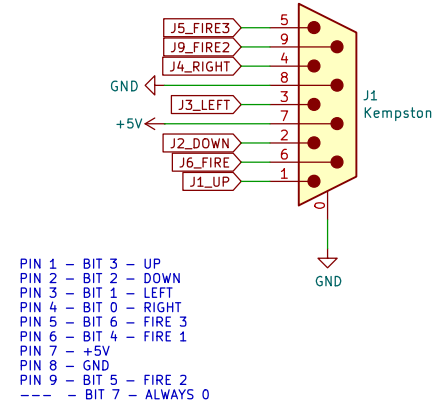 J5_FIRE3 5
J9_FIRE2 9
J4_RIGHT 4
GND 8
J3_LEFT 3
J1
Kempston
+5V 7
J2_DOWN 2
J6_FIRE 6
J1_UP 1
0
GND
PIN 1 - BIT 3 - UP
PIN 2 - BIT 2 - DOWN
PIN 3 - BIT 1 - LEFT
PIN 4 - BIT 0 - RIGHT
PIN 5 - BIT 6 - FIRE 3
PIN 6 - BIT 4 - FIRE 1
PIN 7 - +5V
PIN 8 - GND
PIN 9 - BIT 5 - FIRE 2
--- - BIT 7 - ALWAYS 0